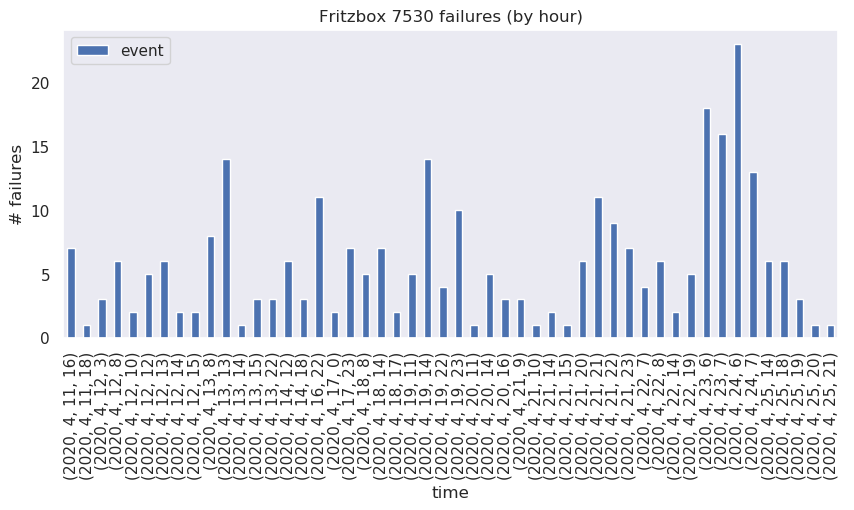 Fritzbox 7530 failures (by hour)
event
# failures
20
15
10
5
0
(2020, 4, 11, 16)
(2020, 4, 11, 18)
(2020, 4, 12, 3)
(2020, 4, 12, 8)
(2020, 4, 12, 10)
(2020, 4, 12, 12)
(2020, 4, 12, 13)
(2020, 4, 12, 14)
(2020, 4, 12, 15)
(2020, 4, 13, 8)
(2020, 4, 13, 13)
(2020, 4, 13, 14)
(2020, 4, 13, 15)
(2020, 4, 13, 22)
(2020, 4, 14, 12)
(2020, 4, 14, 18)
(2020, 4, 16, 22)
(2020, 4, 17, 0)
(2020, 4, 17, 23)
(2020, 4, 18, 8)
(2020, 4, 18, 14)
(2020, 4, 18, 17)
(2020, 4, 19, 11)
(2020, 4, 19, 14)
(2020, 4, 19, 22)
(2020, 4, 19, 23)
(2020, 4, 20, 11)
(2020, 4, 20, 14)
(2020, 4, 20, 16)
(2020, 4, 21, 9)
(2020, 4, 21, 10)
(2020, 4, 21, 14)
(2020, 4, 21, 15)
(2020, 4, 21, 20)
(2020, 4, 21, 21)
(2020, 4, 21, 22)
(2020, 4, 21, 23)
(2020, 4, 22, 7)
(2020, 4, 22, 8)
(2020, 4, 22, 14)
(2020, 4, 22, 19)
(2020, 4, 23, 6)
(2020, 4, 23, 7)
(2020, 4, 24, 6)
(2020, 4, 24, 7)
(2020, 4, 25, 14)
(2020, 4, 25, 18)
(2020, 4, 25, 19)
(2020, 4, 25, 20)
(2020, 4, 25, 21)
time